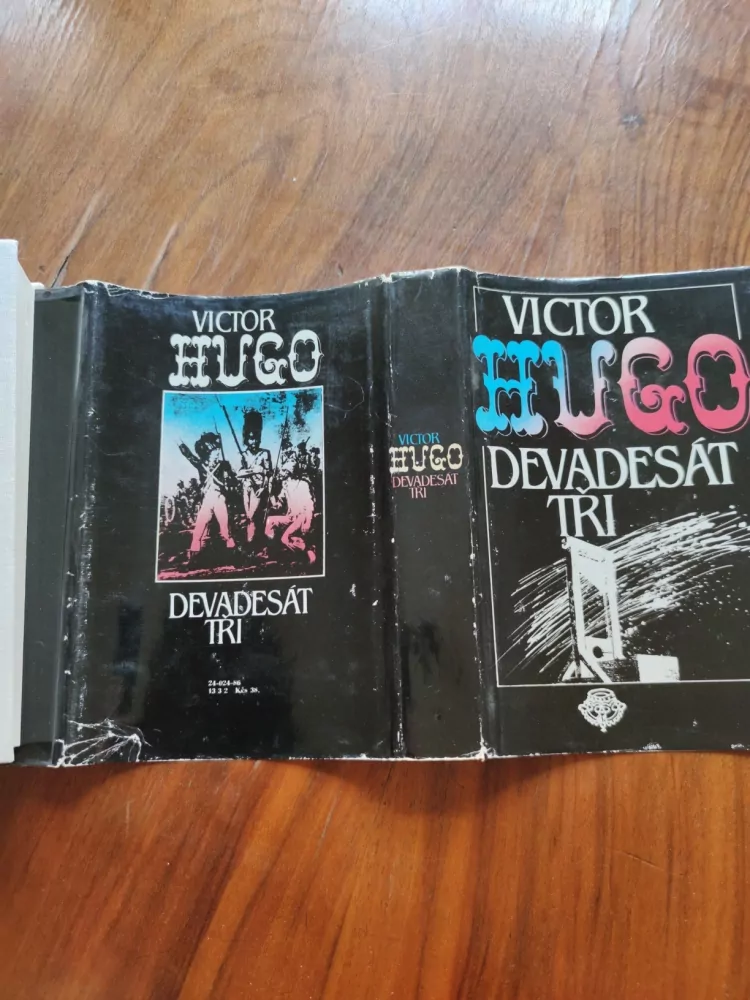 VICTOR
HUGO
DEVADESÁT
TŘI
24-024-86
13 3 2 Kčs 38,
VICTOR
HUGO
DEVADESÁT
TŘI
VICTOR
HUGO
DEVADESÁT
TŘI